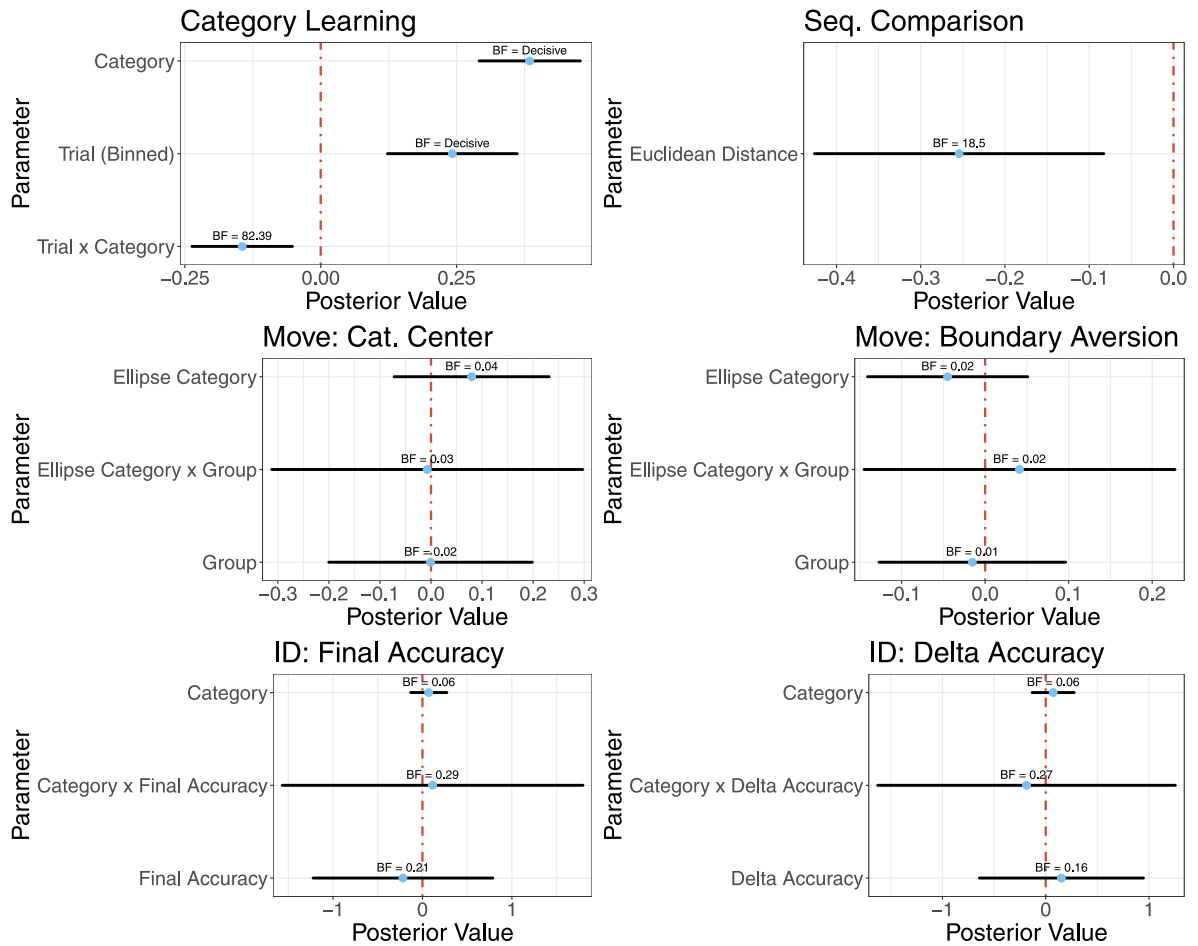 Category Learning
Parameter
Category
BF = Decisive
Trial (Binned)
BF = Decisive
Trial x Category
BF = 82.39
−0.25 0.00 0.25
Posterior Value
Seq. Comparison
Parameter
Euclidean Distance
BF = 18.5
−0.4 −0.3 −0.2 −0.1 0.0
Posterior Value
Move: Cat. Center
Parameter
Ellipse Category
BF = 0.04
Ellipse Category x Group
BF = 0.03
Group
BF = 0.02
−0.3 −0.2 −0.1 0.0 0.1 0.2 0.3
Posterior Value
Move: Boundary Aversion
Parameter
Ellipse Category
BF = 0.02
Ellipse Category x Group
BF = 0.02
Group
BF = 0.01
−0.1 0.0 0.1 0.2
Posterior Value
ID: Final Accuracy
Parameter
Category
BF = 0.06
Category x Final Accuracy
BF = 0.29
Final Accuracy
BF = 0.21
−1 0 1
Posterior Value
ID: Delta Accuracy
Parameter
Category
BF = 0.06
Category x Delta Accuracy
BF = 0.27
Delta Accuracy
BF = 0.16
−1 0 1
Posterior Value